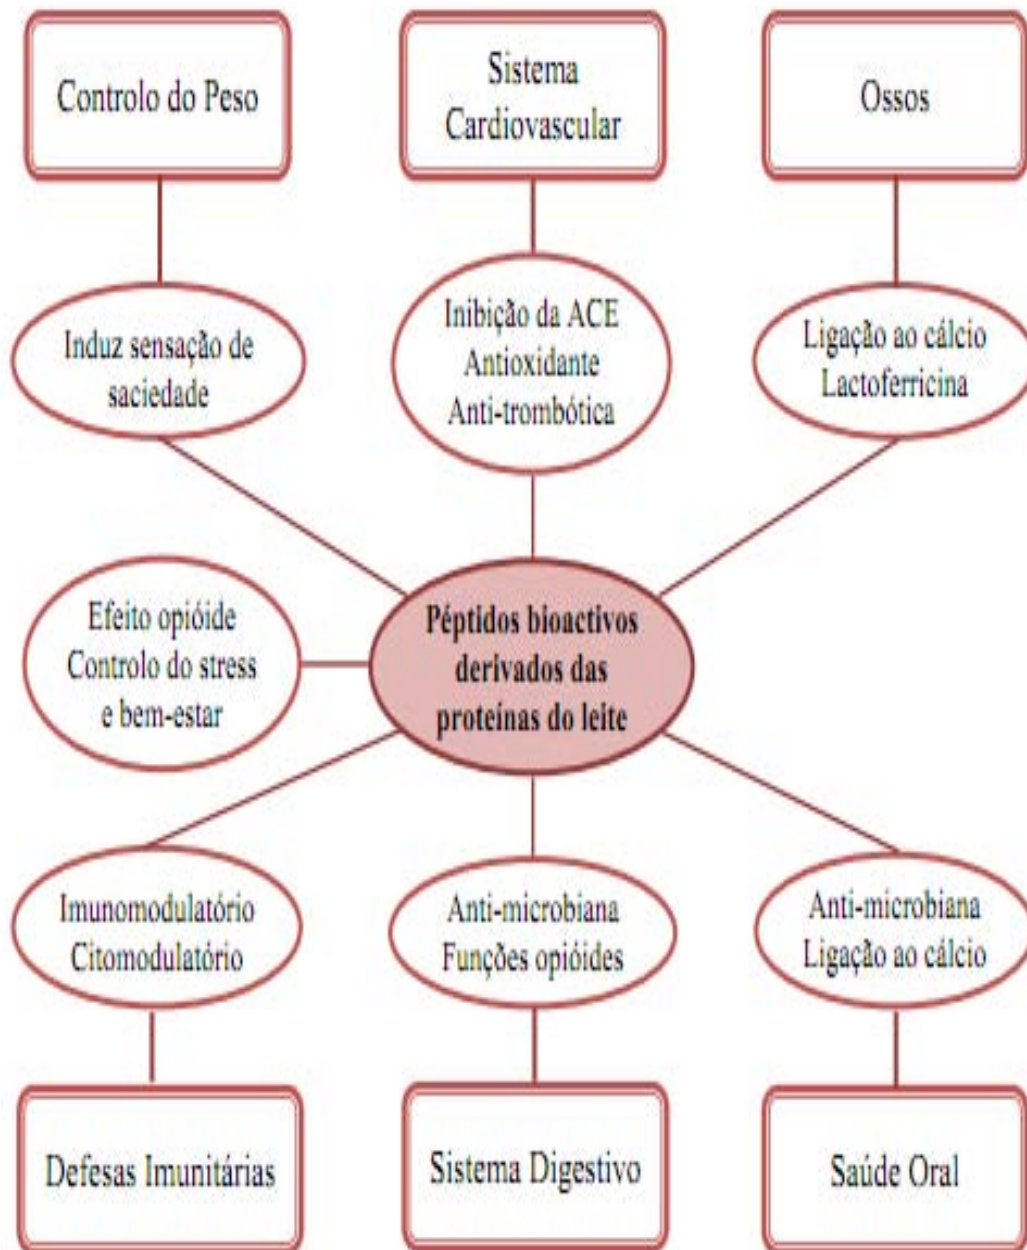 Controlo do Peso
Sistema
Cardiovascular
Ossos
Induz sensação de
saciedade
Inibição da ACE
Antioxidante
Anti-trombótica
Ligação ao cálcio
Lactoferricina
Efeito opióide
Controlo do stress
e bem-estar
Péptidos bioactivos
derivados das
proteínas do leite
Imunomodulatório
Citomodulatório
Anti-microbiana
Funções opióides
Anti-microbiana
Ligação ao cálcio
Defesas Imunitárias
Sistema Digestivo
Saúde Oral